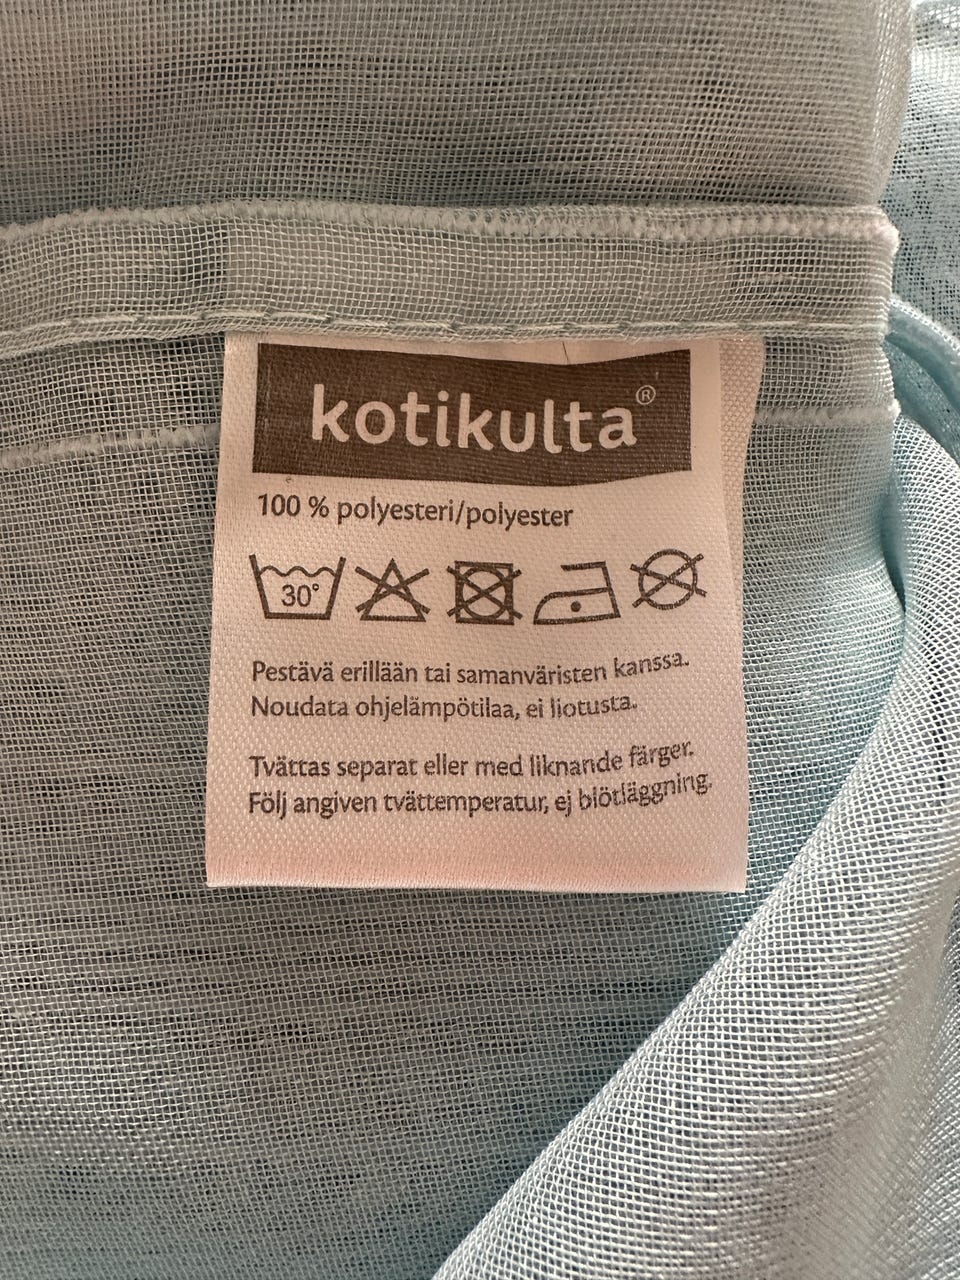 kotikulta®
100 % polyesteri/polyester
30°
Pestävä erillään tai samanväristen kanssa.
Noudata ohjelämpötilaa, ei liotusta.
Tvättas separat eller med liknande färger.
Följ angiven tvättemperatur, ej blötläggning.